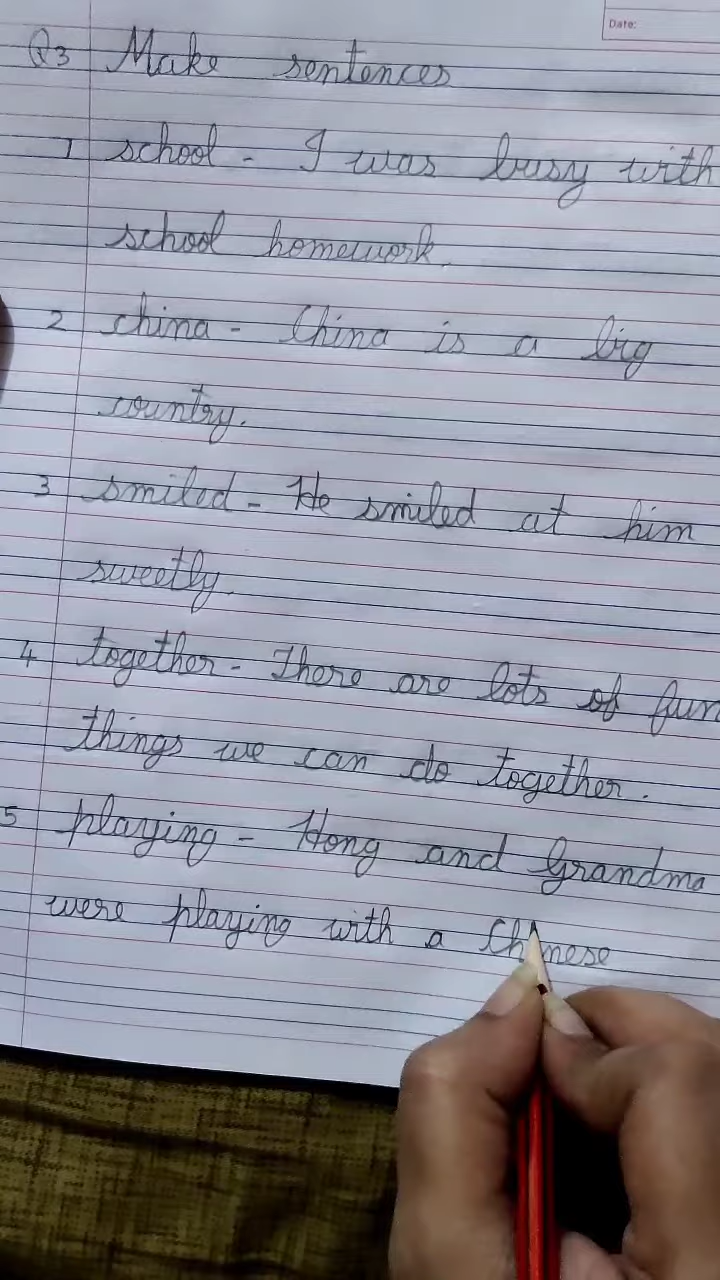 Date:
Q3 Make sentences
1 school - I was busy with
school homework.
2 china - China is a big
country.
3 smiled - He smiled at him
sweetly.
4 together - There are lots of fun
things we can do together.
5 playing - Hong and Grandma
were playing with a Chinese